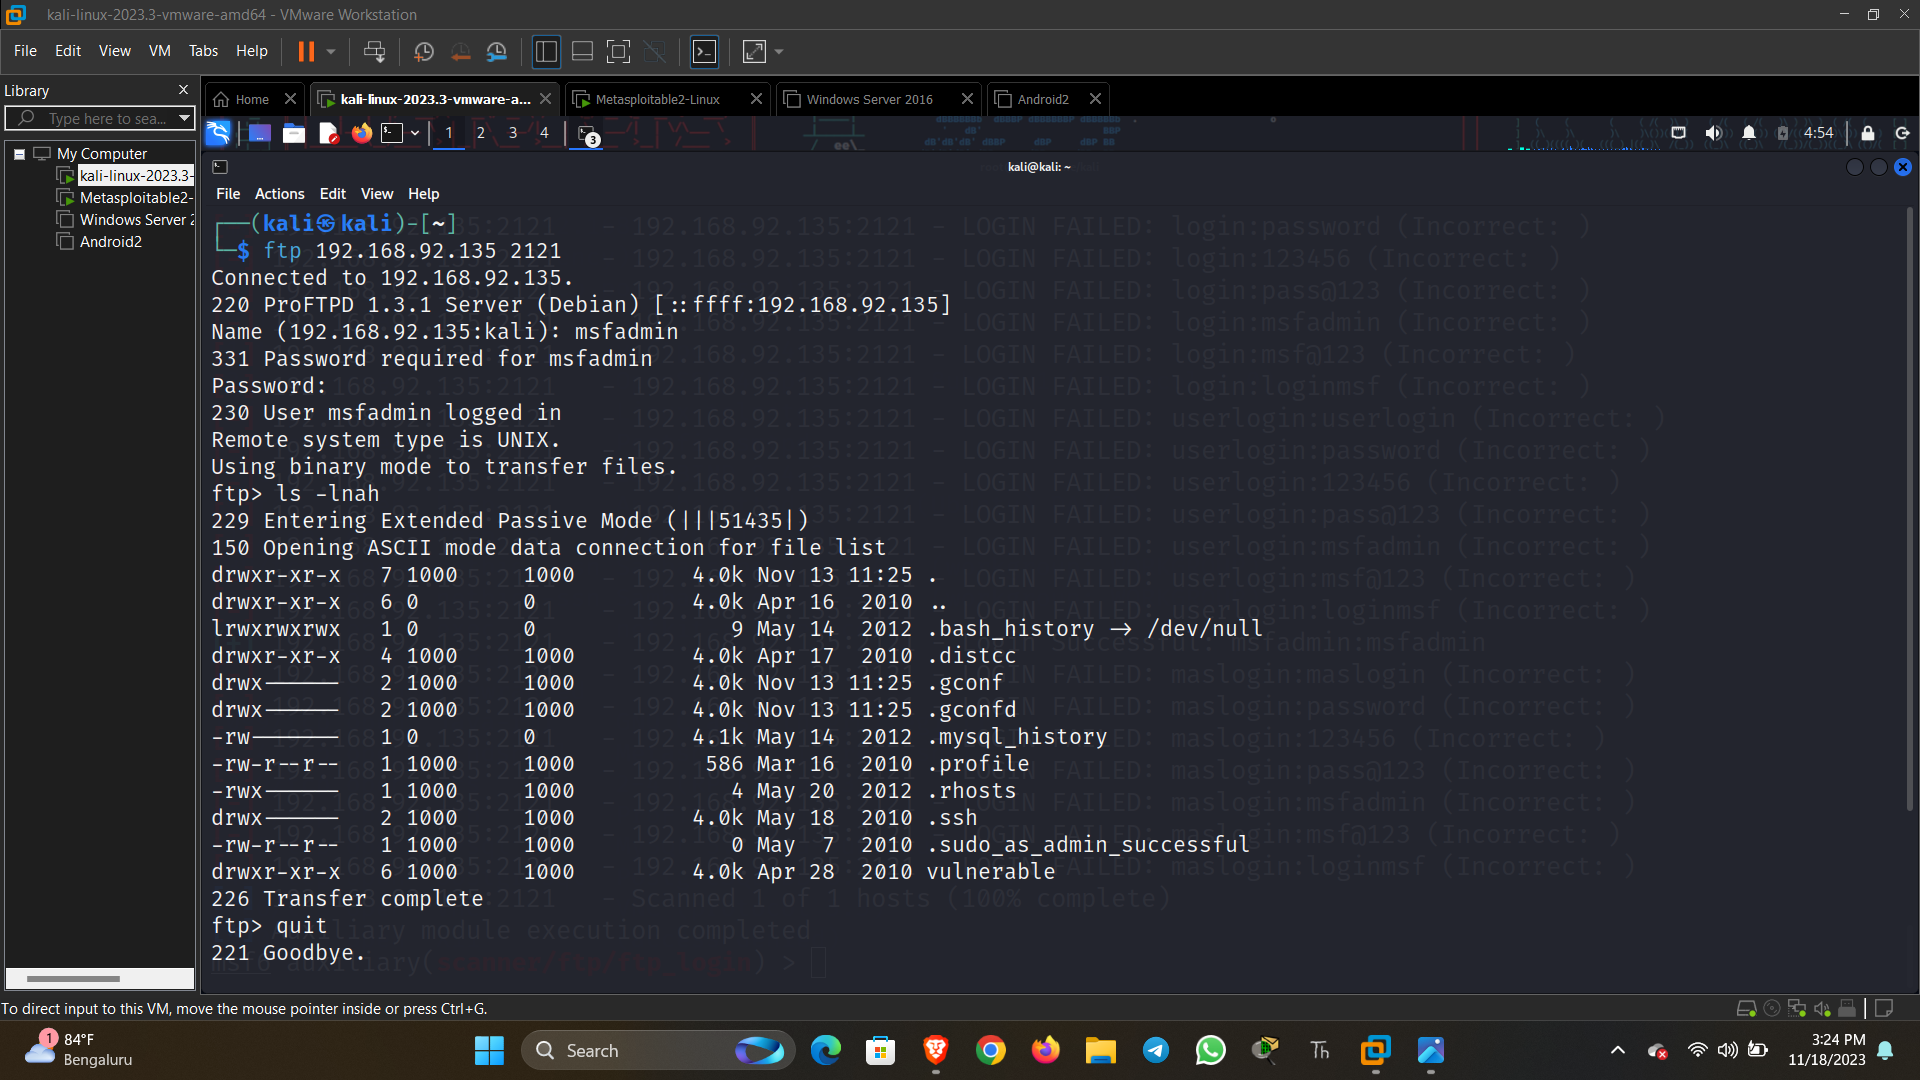 kali-linux-2023.3-vmware-amd64 - VMware Workstation
File Edit View VM Tabs Help
Library
Home kali-linux-2023.3-vmware-a... Metasploitable2-Linux Windows Server 2016 Android2
Type here to sea...
1 2 3 4 3 4:54
My Computer
kali-linux-2023.3-
Metasploitable2-
Windows Server 2
Android2
kali@kali: ~
File Actions Edit View Help
┌──(kali㉿kali)-[~]
└─$ ftp 192.168.92.135 2121
Connected to 192.168.92.135.
220 ProFTPD 1.3.1 Server (Debian) [::ffff:192.168.92.135]
Name (192.168.92.135:kali): msfadmin
331 Password required for msfadmin
Password:
230 User msfadmin logged in
Remote system type is UNIX.
Using binary mode to transfer files.
ftp> ls -lnah
229 Entering Extended Passive Mode (|||51435|)
150 Opening ASCII mode data connection for file list
drwxr-xr-x 7 1000 1000 4.0k Nov 13 11:25 .
drwxr-xr-x 6 0 0 4.0k Apr 16 2010 ..
lrwxrwxrwx 1 0 0 9 May 14 2012 .bash_history -> /dev/null
drwxr-xr-x 4 1000 1000 4.0k Apr 17 2010 .distcc
drwx------ 2 1000 1000 4.0k Nov 13 11:25 .gconf
drwx------ 2 1000 1000 4.0k Nov 13 11:25 .gconfd
-rw------- 1 0 0 4.1k May 14 2012 .mysql_history
-rw-r--r-- 1 1000 1000 586 Mar 16 2010 .profile
-rwx------ 1 1000 1000 4 May 20 2012 .rhosts
drwx------ 2 1000 1000 4.0k May 18 2010 .ssh
-rw-r--r-- 1 1000 1000 0 May 7 2010 .sudo_as_admin_successful
drwxr-xr-x 6 1000 1000 4.0k Apr 28 2010 vulnerable
226 Transfer complete
ftp> quit
221 Goodbye.
To direct input to this VM, move the mouse pointer inside or press Ctrl+G.
1 84°F
Bengaluru
Search
Th
3:24 PM
11/18/2023